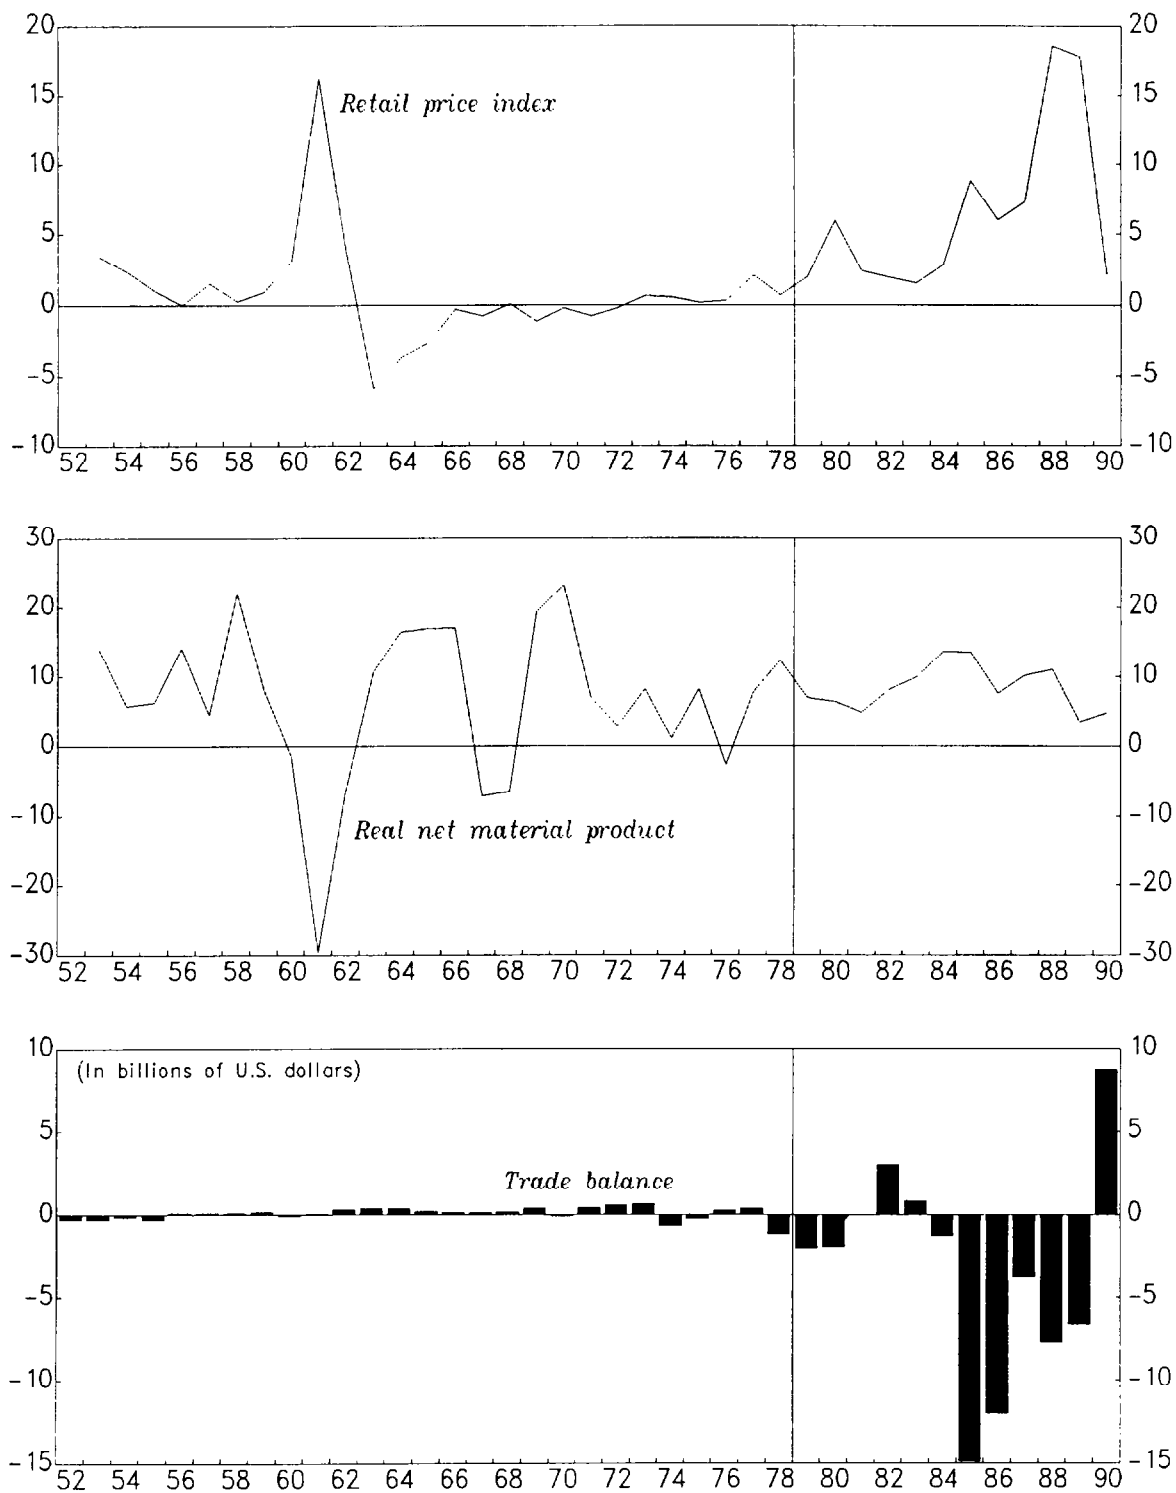 20 20
15 15
Retail price index
10 10
5 5
0 0
-5 -5
-10 -10
52 54 56 58 60 62 64 66 68 70 72 74 76 78 80 82 84 86 88 90
30 30
20 20
10 10
0 0
-10 -10
Real net material product
-20 -20
-30 -30
52 54 56 58 60 62 64 66 68 70 72 74 76 78 80 82 84 86 88 90
10 10
(In billions of U.S. dollars)
5 5
Trade balance
0 0
-5 -5
-10 -10
-15 -15
52 54 56 58 60 62 64 66 68 70 72 74 76 78 80 82 84 86 88 90